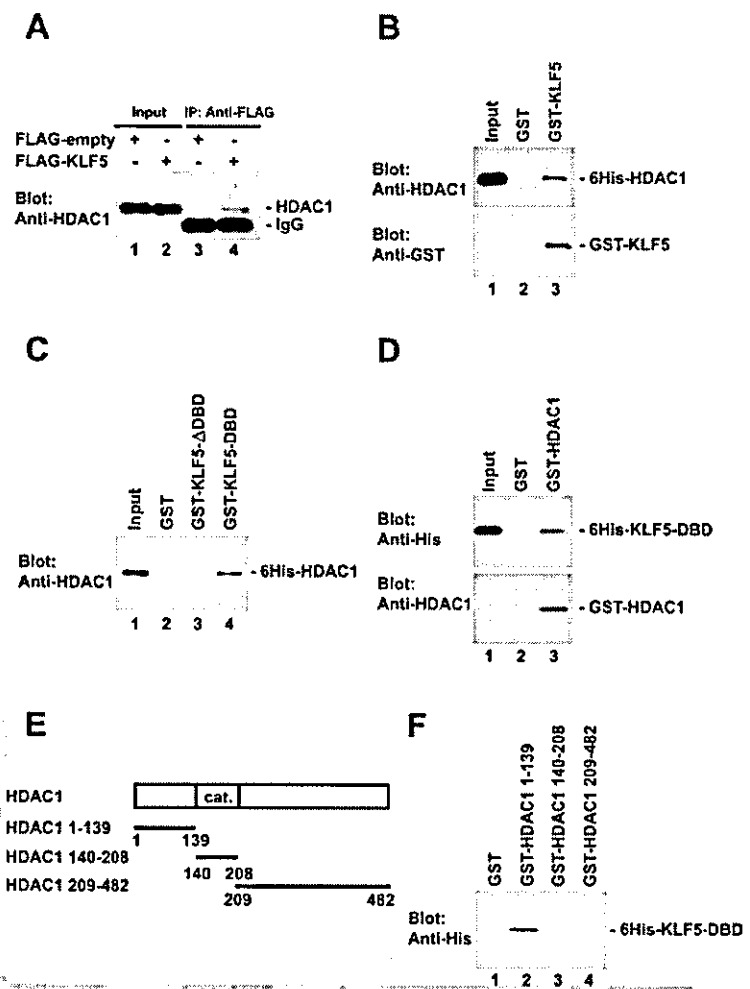 A
Input IP: Anti-FLAG
FLAG-empty + - + -
FLAG-KLF5 - + - +
Blot:
Anti-HDAC1
- HDAC1
- IgG
1 2 3 4
B
Input
GST
GST-KLF5
Blot:
Anti-HDAC1
- 6His-HDAC1
Blot:
Anti-GST
- GST-KLF5
1 2 3
C
Input
GST
GST-KLF5-ΔDBD
GST-KLF5-DBD
Blot:
Anti-HDAC1
- 6His-HDAC1
1 2 3 4
D
Input
GST
GST-HDAC1
Blot:
Anti-His
- 6His-KLF5-DBD
Blot:
Anti-HDAC1
- GST-HDAC1
1 2 3
E
HDAC1 cat.
HDAC1 1-139
1 139
HDAC1 140-208
140 208
HDAC1 209-482
209 482
F
GST
GST-HDAC1 1-139
GST-HDAC1 140-208
GST-HDAC1 209-482
Blot:
Anti-His
- 6His-KLF5-DBD
1 2 3 4